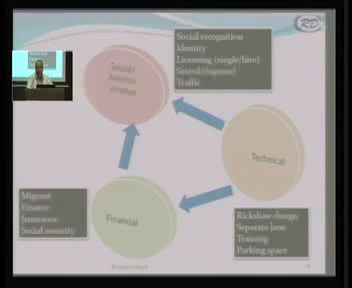 Social recognition
Identity
Licensing (single/hire)
Traffic
Social/
Technical
Financial
Migrant
Finance
Insurance
Social security
Rickshaw design
Separate lane
Training
Parking space